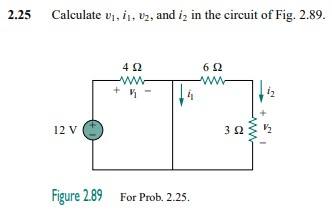 2.25 Calculate v₁, i₁, v₂, and i₂ in the circuit of Fig. 2.89.
4 Ω 6 Ω
+ v₁ − i₁ i₂
+
12 V + − 3 Ω v₂
−
Figure 2.89 For Prob. 2.25.